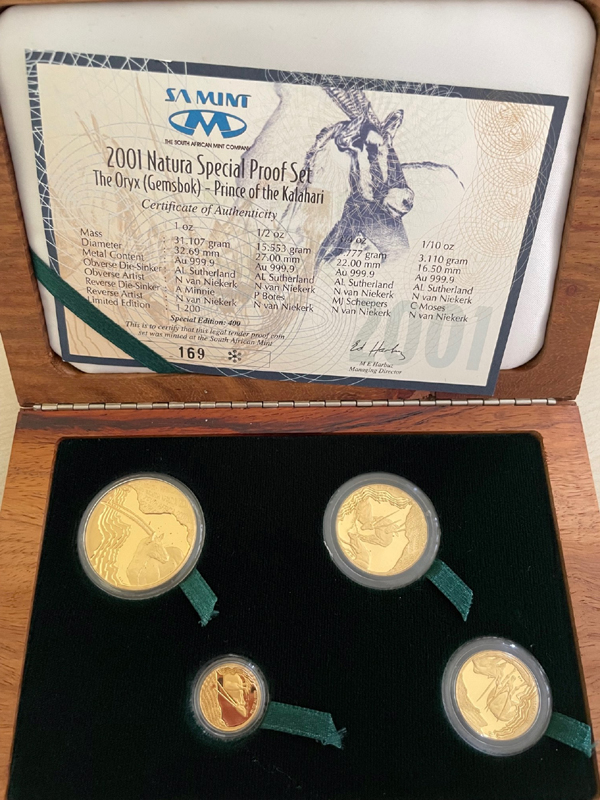 SA MINT
THE SOUTH AFRICAN MINT COMPANY
2001 Natura Special Proof Set
The Oryx (Gemsbok) – Prince of the Kalahari
Certificate of Authenticity
1 oz 1/2 oz oz 1/10 oz
Mass : 31.107 gram 15.553 gram .777 gram 3.110 gram
Diameter : 32.69 mm 27.00 mm 22.00 mm 16.50 mm
Metal Content : Au 999.9 Au 999.9 Au 999.9 Au 999.9
Obverse Die-Sinker : AL Sutherland AL Sutherland AL Sutherland AL Sutherland
Obverse Artist : N van Niekerk N van Niekerk N van Niekerk N van Niekerk
Reverse Die-Sinker : A Minnie P Botes MJ Scheepers C Moses
Reverse Artist : N van Niekerk N van Niekerk N van Niekerk N van Niekerk
Limited Edition : 1 200
Special Edition: 400
This is to certify that this legal tender proof coin
set was minted at the South African Mint
169
M E Harbuz
Managing Director
2001